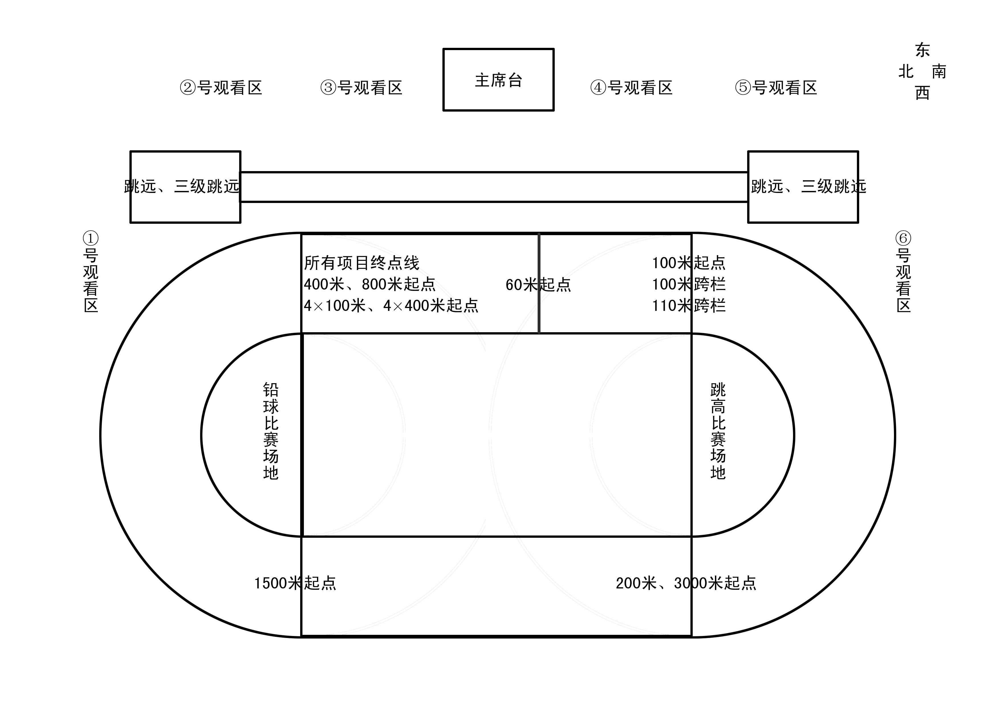 东
北 南
西
主席台
②号观看区
③号观看区
④号观看区
⑤号观看区
跳远、三级跳远
跳远、三级跳远
①号观看区
⑥号观看区
所有项目终点线
400米、800米起点
4×100米、4×400米起点
60米起点
100米起点
100米跨栏
110米跨栏
铅球比赛场地
跳高比赛场地
1500米起点
200米、3000米起点